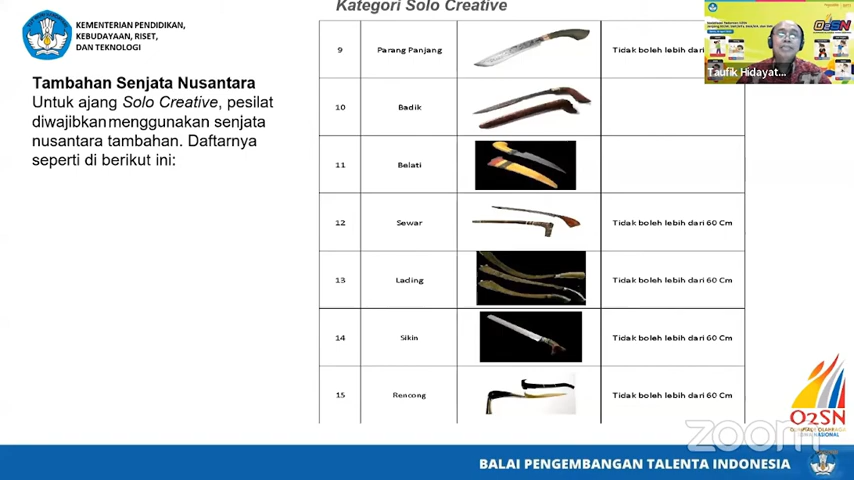 Kategori Solo Creative
KEMENTERIAN PENDIDIKAN,
KEBUDAYAAN, RISET,
DAN TEKNOLOGI
Tambahan Senjata Nusantara
Untuk ajang Solo Creative, pesilat
diwajibkan menggunakan senjata
nusantara tambahan. Daftarnya
seperti di berikut ini:
9 Parang Panjang Tidak boleh lebih dari
10 Badik
11 Belati
12 Sewar Tidak boleh lebih dari 60 Cm
13 Lading Tidak boleh lebih dari 60 Cm
14 Sikin Tidak boleh lebih dari 60 Cm
15 Rencong Tidak boleh lebih dari 60 Cm
O2SN
Taufik Hidayat...
O2SN
OLIMPIADE OLAHRAGA
NASIONAL
zoom
BALAI PENGEMBANGAN TALENTA INDONESIA